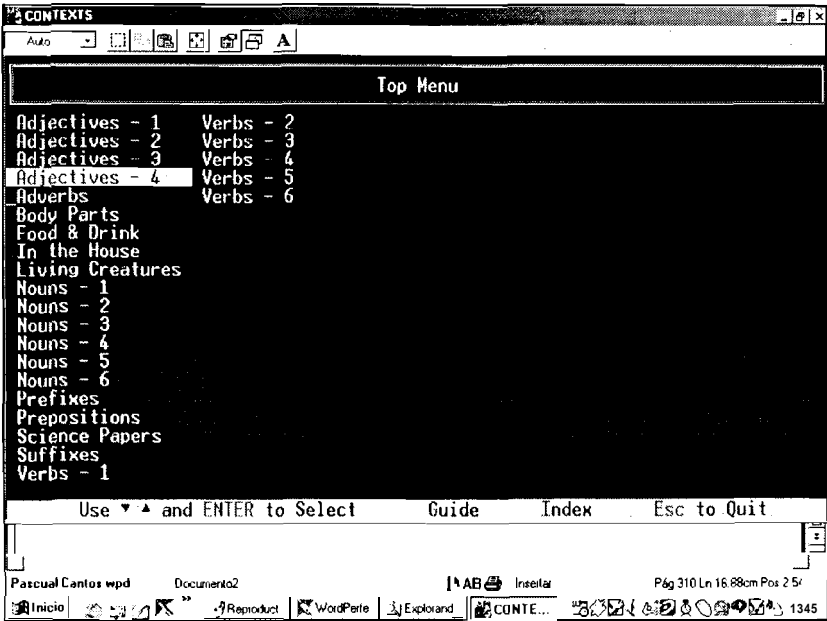 CONTEXTS
Auto
A
Top Menu
Adjectives - 1
Adjectives - 2
Adjectives - 3
Adjectives - 4
Adverbs
Body Parts
Food & Drink
In the House
Living Creatures
Nouns - 1
Nouns - 2
Nouns - 3
Nouns - 4
Nouns - 5
Nouns - 6
Prefixes
Prepositions
Science Papers
Suffixes
Verbs - 1
Verbs - 2
Verbs - 3
Verbs - 4
Verbs - 5
Verbs - 6
Use ▼ ▲ and ENTER to Select Guide Index Esc to Quit
Pascual Cantos wpd Documento2 AB Insertar Pág 310 Ln 16.88cm Pos
Inicio Reproduct WordPerfe Explorand CONTE... 1345